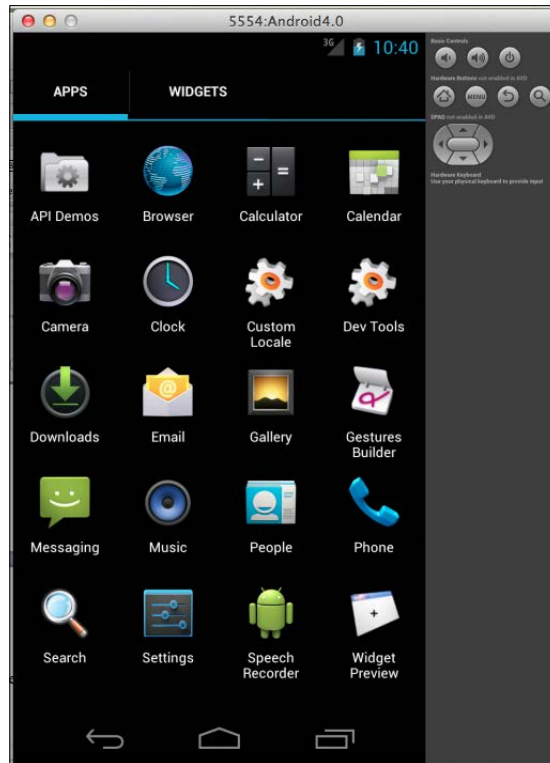 5554:Android4.0
3G 10:40
APPS WIDGETS
API Demos Browser Calculator Calendar
Camera Clock Custom Locale Dev Tools
Downloads Email Gallery Gestures Builder
Messaging Music People Phone
Search Settings Speech Recorder Widget Preview
Basic Controls
Hardware Buttons not enabled in AVD
MENU
DPAD not enabled in AVD
Hardware Keyboard
Use your physical keyboard to provide input